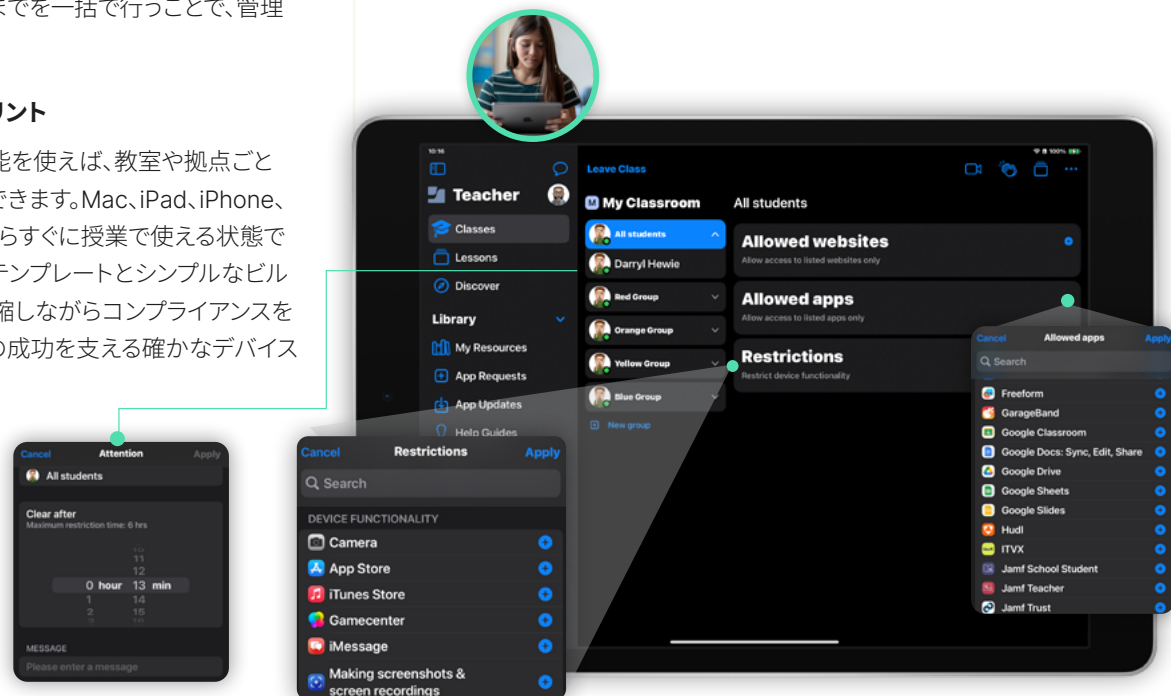 までを一括で行うことで、管理
リント
能を使えば、教室や拠点ごと
できます。Mac、iPad、iPhone、
らすぐに授業で使える状態で
テンプレートとシンプルなビル
縮しながらコンプライアンスを
の成功を支える確かなデバイス
10:16
100%
Teacher
Classes
Lessons
Discover
Library
My Resources
App Requests
App Updates
Help Guides
Leave Class
My Classroom
All students
Darryl Hewie
Red Group
Orange Group
Yellow Group
Blue Group
New group
All students
Allowed websites
Allow access to listed websites only
Allowed apps
Allow access to listed apps only
Restrictions
Restrict device functionality
Cancel Attention Apply
All students
Clear after
Maximum restriction time: 6 hrs
10
11
12
0 hour 13 min
1 14
2 15
3 16
MESSAGE
Please enter a message
Cancel Restrictions Apply
Search
DEVICE FUNCTIONALITY
Camera
App Store
iTunes Store
Gamecenter
iMessage
Making screenshots &
screen recordings
Cancel Allowed apps Apply
Search
Freeform
GarageBand
Google Classroom
Google Docs: Sync, Edit, Share
Google Drive
Google Sheets
Google Slides
Hudl
ITVX
Jamf School Student
Jamf Teacher
Jamf Trust